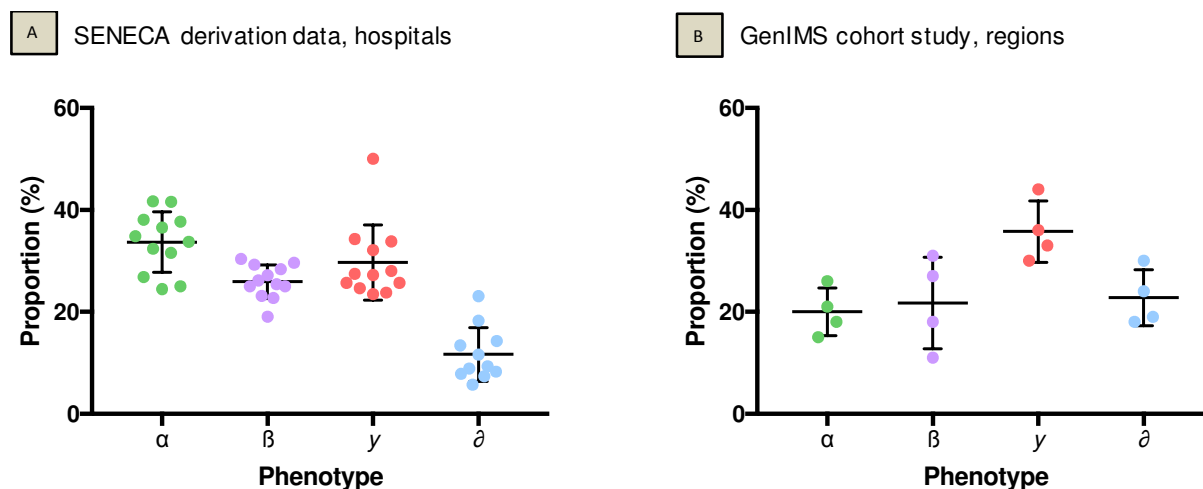 A SENECA derivation data, hospitals
60
40
20
0
Proportion (%)
α ß y ∂
Phenotype
B GenIMS cohort study, regions
60
40
20
0
Proportion (%)
α ß y ∂
Phenotype